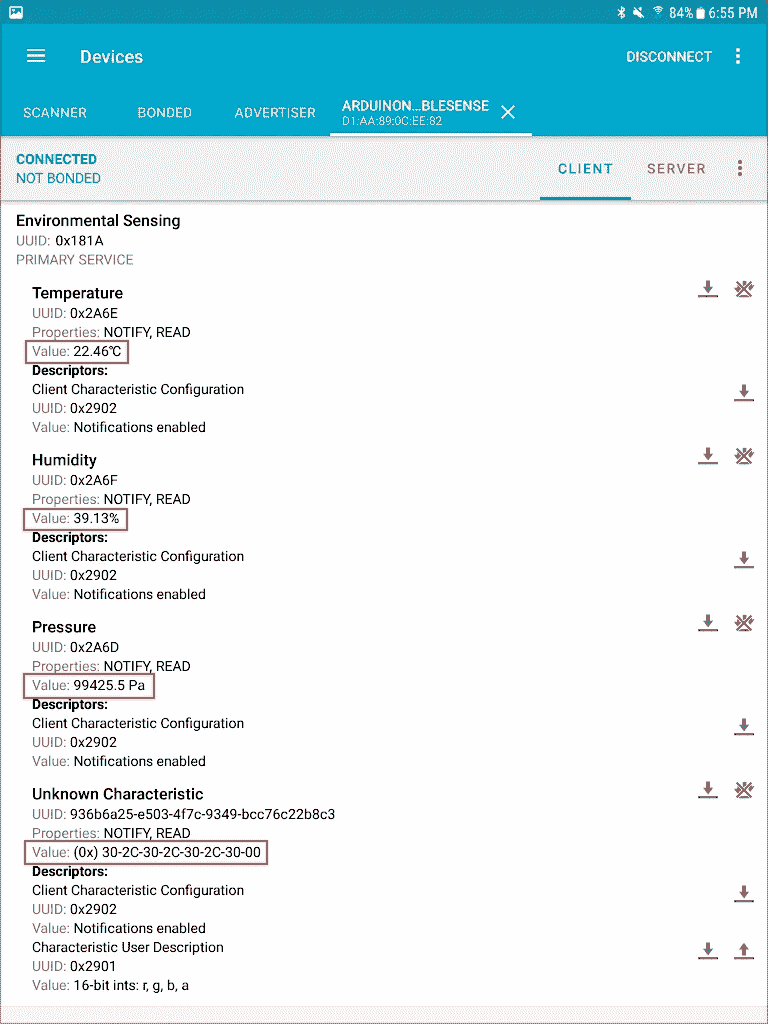 84% 6:55 PM
Devices
DISCONNECT
SCANNER
BONDED
ADVERTISER
ARDUINON...BLESENSE
D1:AA:89:0C:EE:82
CONNECTED
NOT BONDED
CLIENT
SERVER
Environmental Sensing
UUID: 0x181A
PRIMARY SERVICE
Temperature
UUID: 0x2A6E
Properties: NOTIFY, READ
Value: 22.46°C
Descriptors:
Client Characteristic Configuration
UUID: 0x2902
Value: Notifications enabled
Humidity
UUID: 0x2A6F
Properties: NOTIFY, READ
Value: 39.13%
Descriptors:
Client Characteristic Configuration
UUID: 0x2902
Value: Notifications enabled
Pressure
UUID: 0x2A6D
Properties: NOTIFY, READ
Value: 99425.5 Pa
Descriptors:
Client Characteristic Configuration
UUID: 0x2902
Value: Notifications enabled
Unknown Characteristic
UUID: 936b6a25-e503-4f7c-9349-bcc76c22b8c3
Properties: NOTIFY, READ
Value: (0x) 30-2C-30-2C-30-2C-30-00
Descriptors:
Client Characteristic Configuration
UUID: 0x2902
Value: Notifications enabled
Characteristic User Description
UUID: 0x2901
Value: 16-bit ints: r, g, b, a